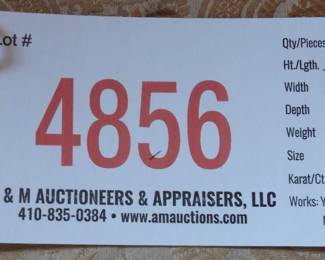 Lot #
4856
& M AUCTIONEERS & APPRAISERS, LLC
410-835-0384 • www.amauctions.com
Qty/Pieces
Ht./Lgth.
Width
Depth
Weight
Size
Karat/Ct
Works: Y